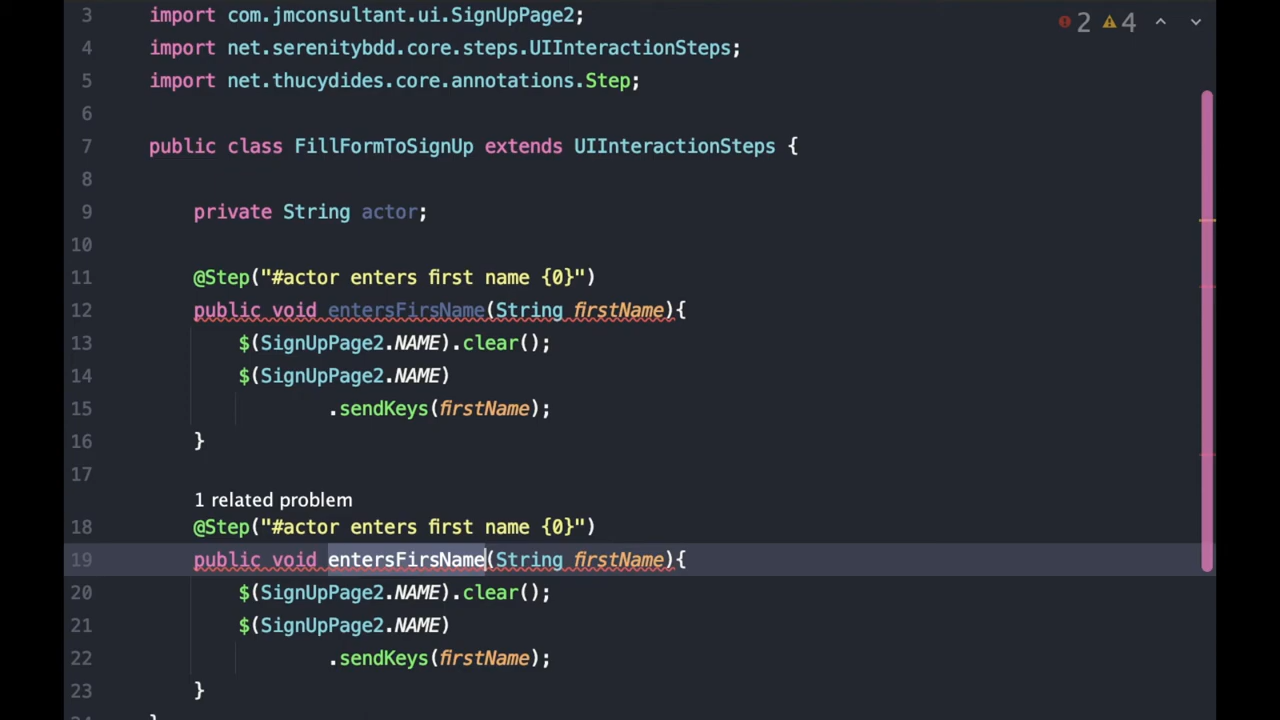 2 4
3 import com.jmconsultant.ui.SignUpPage2;
4 import net.serenitybdd.core.steps.UIInteractionSteps;
5 import net.thucydides.core.annotations.Step;
6
7 public class FillFormToSignUp extends UIInteractionSteps {
8
9 private String actor;
10
11 @Step("#actor enters first name {0}")
12 public void entersFirsName(String firstName){
13 $(SignUpPage2.NAME).clear();
14 $(SignUpPage2.NAME)
15 .sendKeys(firstName);
16 }
17
1 related problem
18 @Step("#actor enters first name {0}")
19 public void entersFirsName(String firstName){
20 $(SignUpPage2.NAME).clear();
21 $(SignUpPage2.NAME)
22 .sendKeys(firstName);
23 }
24 }